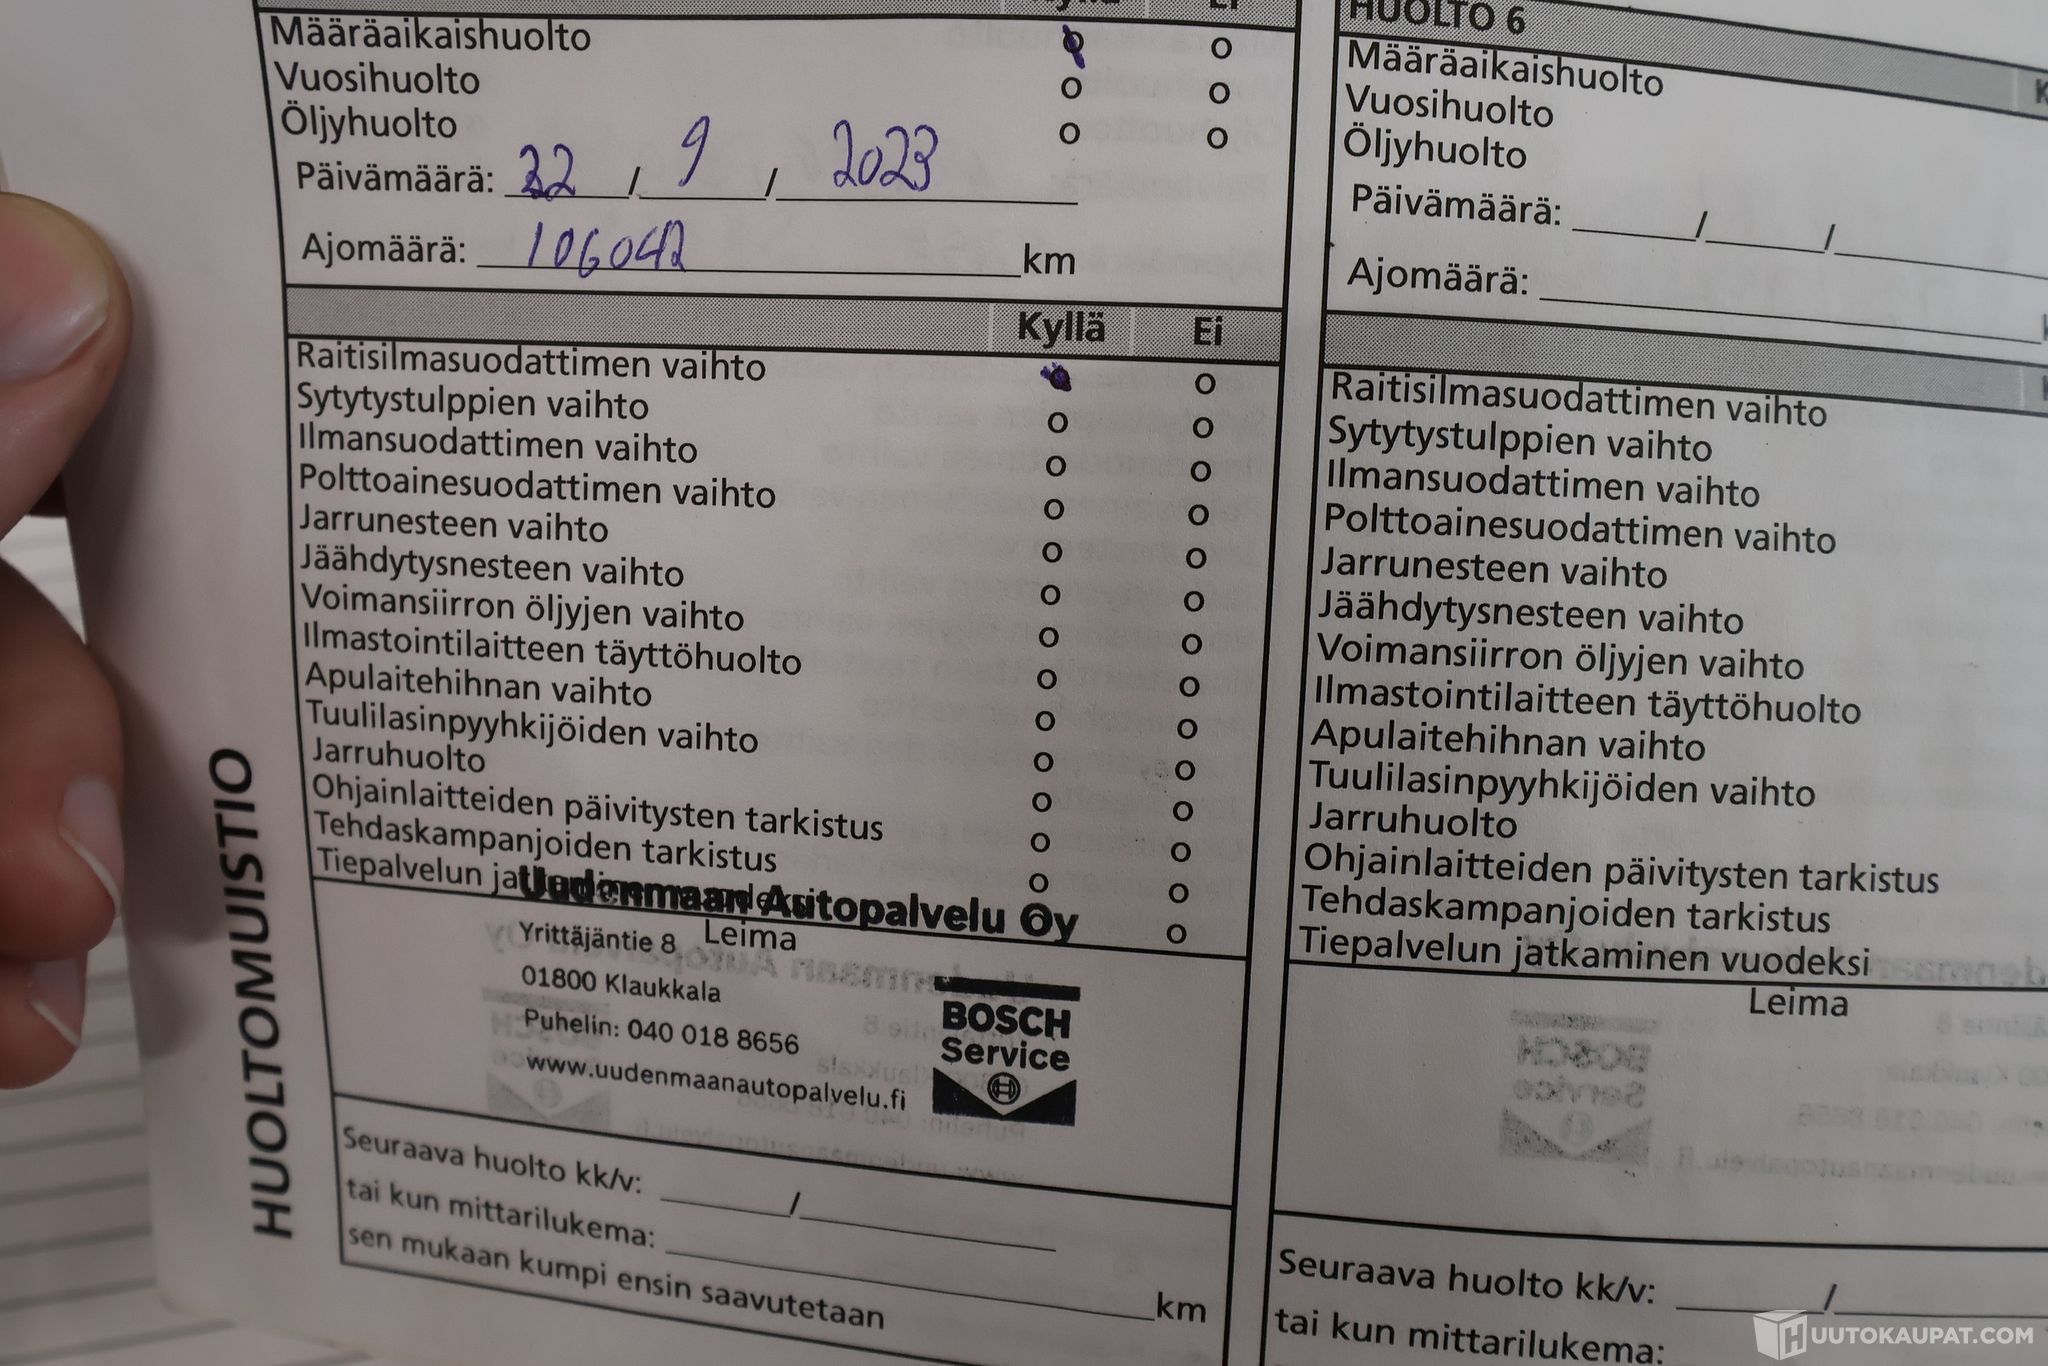 Kyllä Ei
Määräaikaishuolto o o
Vuosihuolto o o
Öljyhuolto o o
Päivämäärä: 22 / 9 / 2023
Ajomäärä: 106042 km
Kyllä Ei
Raitisilmasuodattimen vaihto o o
Sytytystulppien vaihto o o
Ilmansuodattimen vaihto o o
Polttoainesuodattimen vaihto o o
Jarrunesteen vaihto o o
Jäähdytysnesteen vaihto o o
Voimansiirron öljyjen vaihto o o
Ilmastointilaitteen täyttöhuolto o o
Apulaitehihnan vaihto o o
Tuulilasinpyyhkijöiden vaihto o o
Jarruhuolto o o
Ohjainlaitteiden päivitysten tarkistus o o
Tehdaskampanjoiden tarkistus o o
Tiepalvelun jatkaminen vuodeksi o
Leima
Uudenmaan Autopalvelu Oy
Yrittäjäntie 8
01800 Klaukkala
Puhelin: 040 018 8656
www.uudenmaanautopalvelu.fi
BOSCH
Service
Seuraava huolto kk/v: /
tai kun mittarilukema: km
sen mukaan kumpi ensin saavutetaan
HUOLTOMUISTIO
HUOLTO 6
Määräaikaishuolto
Vuosihuolto
Öljyhuolto
Päivämäärä: / /
Ajomäärä:
Raitisilmasuodattimen vaihto
Sytytystulppien vaihto
Ilmansuodattimen vaihto
Polttoainesuodattimen vaihto
Jarrunesteen vaihto
Jäähdytysnesteen vaihto
Voimansiirron öljyjen vaihto
Ilmastointilaitteen täyttöhuolto
Apulaitehihnan vaihto
Tuulilasinpyyhkijöiden vaihto
Jarruhuolto
Ohjainlaitteiden päivitysten tarkistus
Tehdaskampanjoiden tarkistus
Tiepalvelun jatkaminen vuodeksi
Leima
Seuraava huolto kk/v: /
tai kun mittarilukema:
HUUTOKAUPAT.COM